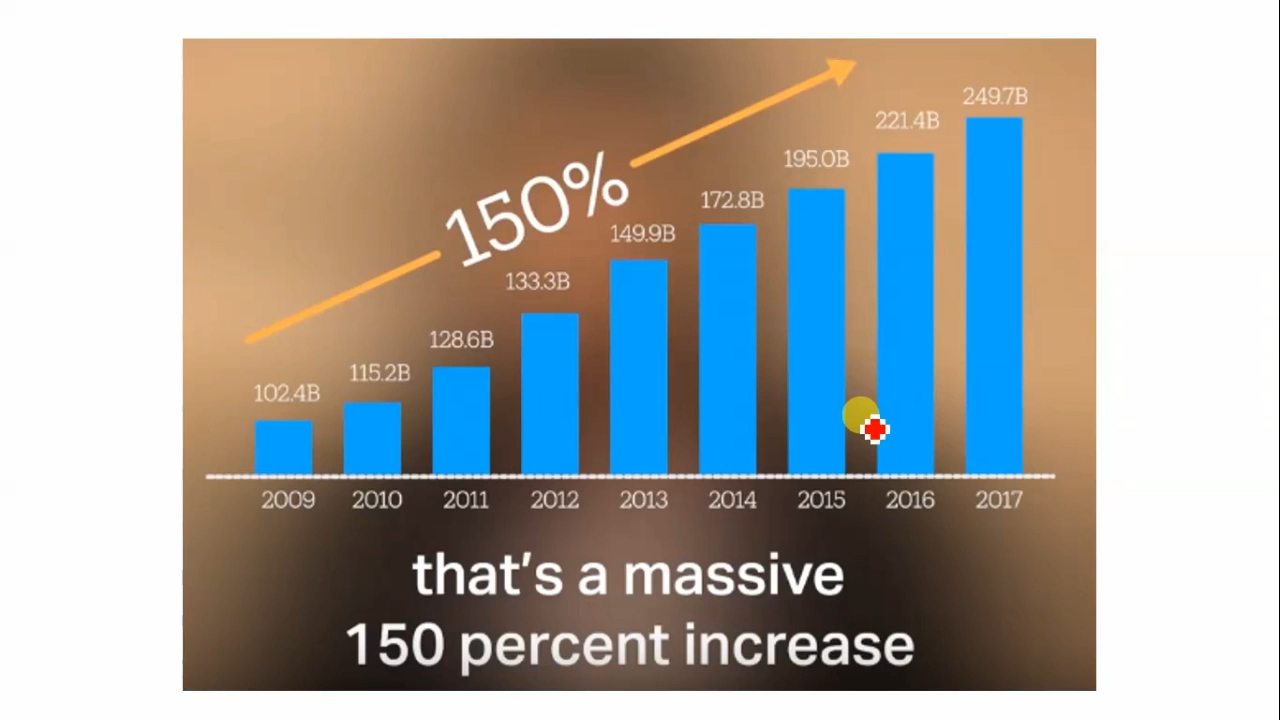 249.7B
221.4B
195.0B
172.8B
150%
149.9B
133.3B
128.6B
115.2B
102.4B
2009 2010 2011 2012 2013 2014 2015 2016 2017
that's a massive
150 percent increase